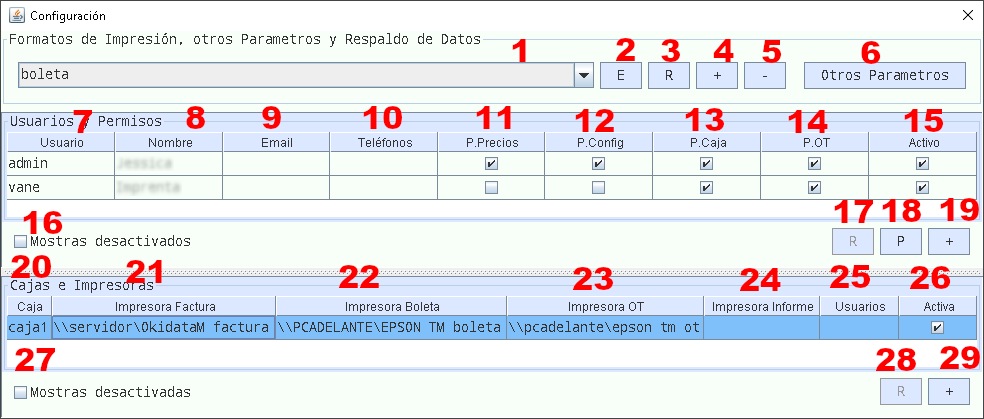 Configuración
Formatos de Impresión, otros Parametros y Respaldo de Datos
1 2 3 4 5 6
boleta E R + - Otros Parametros
7 8 9 10 11 12 13 14 15
Usuarios y Permisos
Usuario Nombre Email Teléfonos P.Precios P.Config P.Caja P.OT Activo
admin Jessica
vane Imprenta
16 17 18 19
Mostras desactivados R P +
20 21 22 23 24 25 26
Cajas e Impresoras
Caja Impresora Factura Impresora Boleta Impresora OT Impresora Informe Usuarios Activa
caja1 \\servidor\OkidataM factura \\PCADELANTE\EPSON TM boleta \\pcadelante\epson tm ot
27 28 29
Mostras desactivadas R +